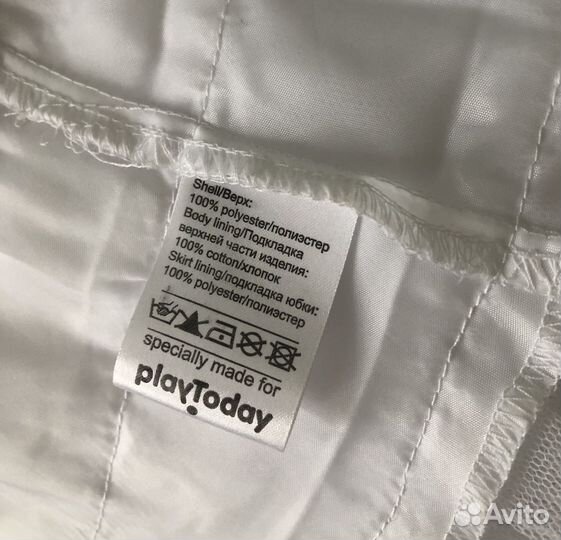 Shell/Верх:
100% polyester/полиэстер
Body lining/Подкладка
верхней части изделия:
100% cotton/хлопок
Skirt lining/подкладка юбки:
100% polyester/полиэстер
specially made for
playToday
Avito